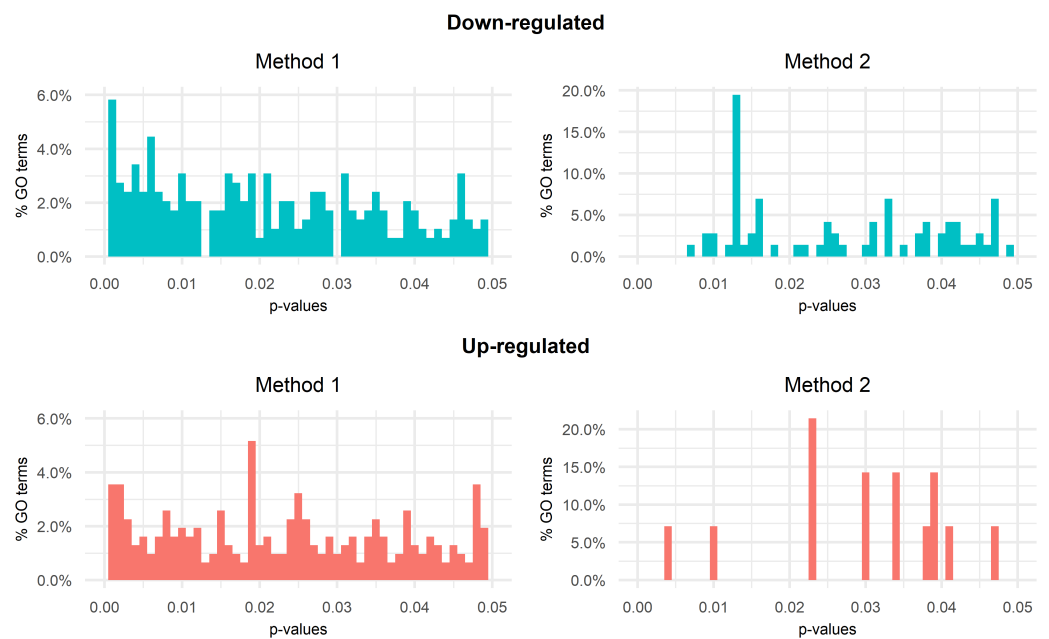 Down-regulated
Method 1
Method 2
% GO terms
6.0%
4.0%
2.0%
0.0%
0.00 0.01 0.02 0.03 0.04 0.05
p-values
% GO terms
20.0%
15.0%
10.0%
5.0%
0.0%
0.00 0.01 0.02 0.03 0.04 0.05
p-values
Up-regulated
Method 1
Method 2
% GO terms
6.0%
4.0%
2.0%
0.0%
0.00 0.01 0.02 0.03 0.04 0.05
p-values
% GO terms
20.0%
15.0%
10.0%
5.0%
0.0%
0.00 0.01 0.02 0.03 0.04 0.05
p-values